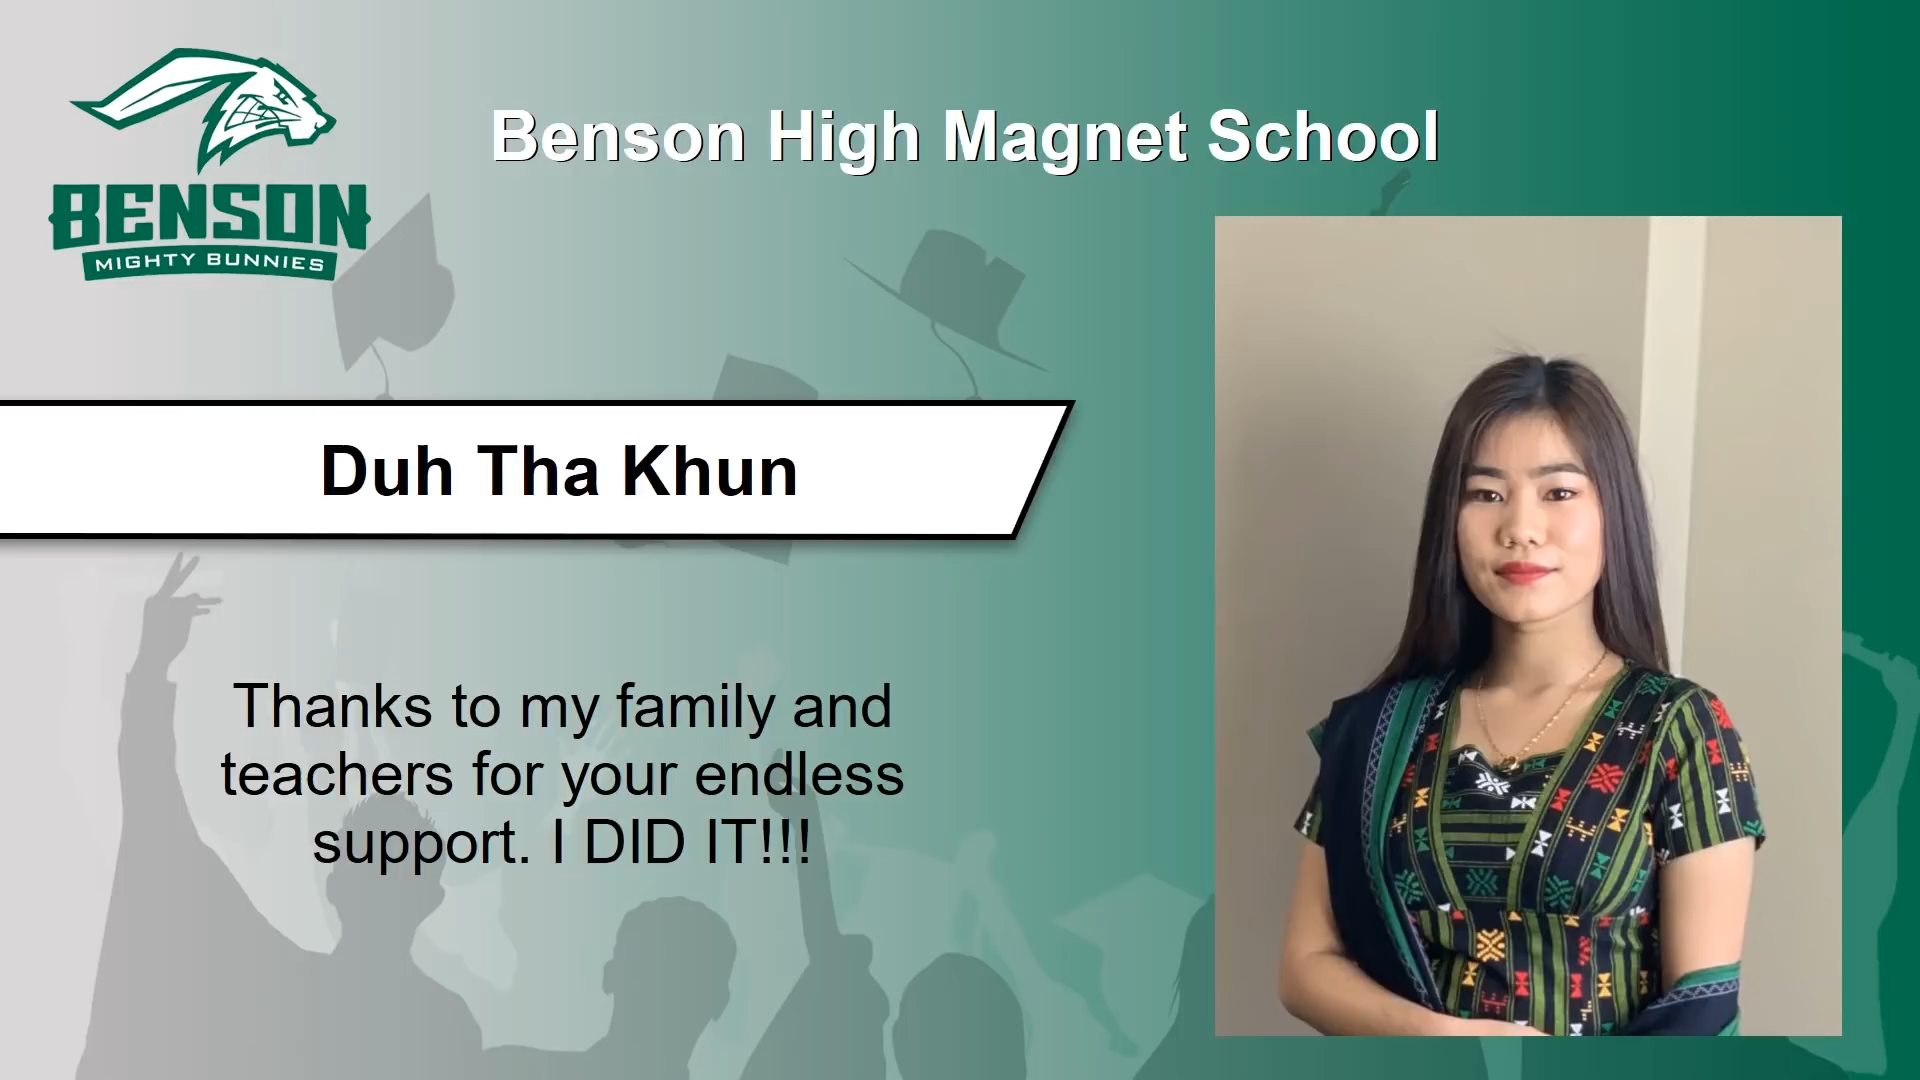 BENSON
MIGHTY BUNNIES
Benson High Magnet School
Duh Tha Khun
Thanks to my family and
teachers for your endless
support. I DID IT!!!